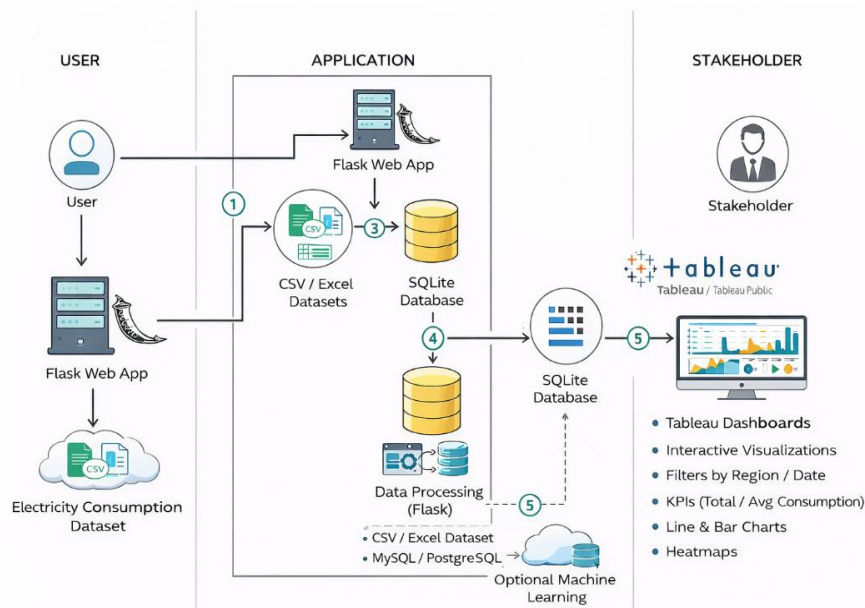 USER
APPLICATION
STAKEHOLDER
User
Flask Web App
Electricity Consumption
Dataset
1
Flask Web App
CSV
CSV / Excel
Datasets
3
SQLite
Database
4
Data Processing
(Flask)
5
• CSV / Excel Dataset
• MySQL / PostgreSQL
Optional Machine
Learning
SQLite
Database
5
Stakeholder
+ableau
Tableau / Tableau Public
• Tableau Dashboards
• Interactive Visualizations
• Filters by Region / Date
• KPIs (Total / Avg Consumption)
• Line & Bar Charts
• Heatmaps
CSV